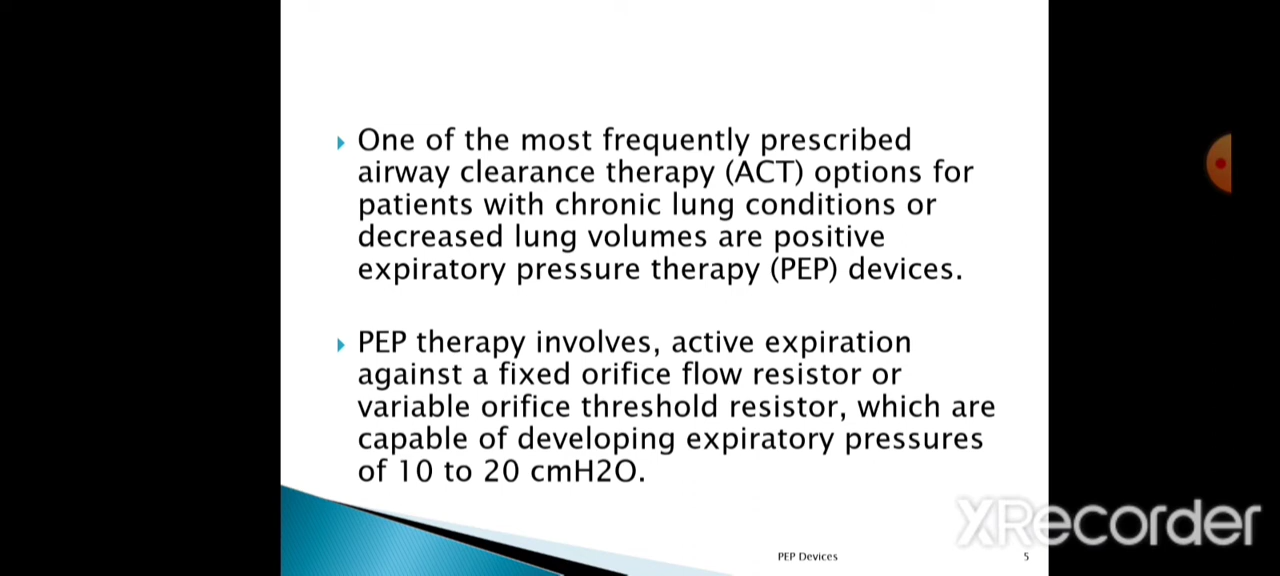 One of the most frequently prescribed
airway clearance therapy (ACT) options for
patients with chronic lung conditions or
decreased lung volumes are positive
expiratory pressure therapy (PEP) devices.
PEP therapy involves, active expiration
against a fixed orifice flow resistor or
variable orifice threshold resistor, which are
capable of developing expiratory pressures
of 10 to 20 cmH2O.
XRecorder
PEP Devices
5